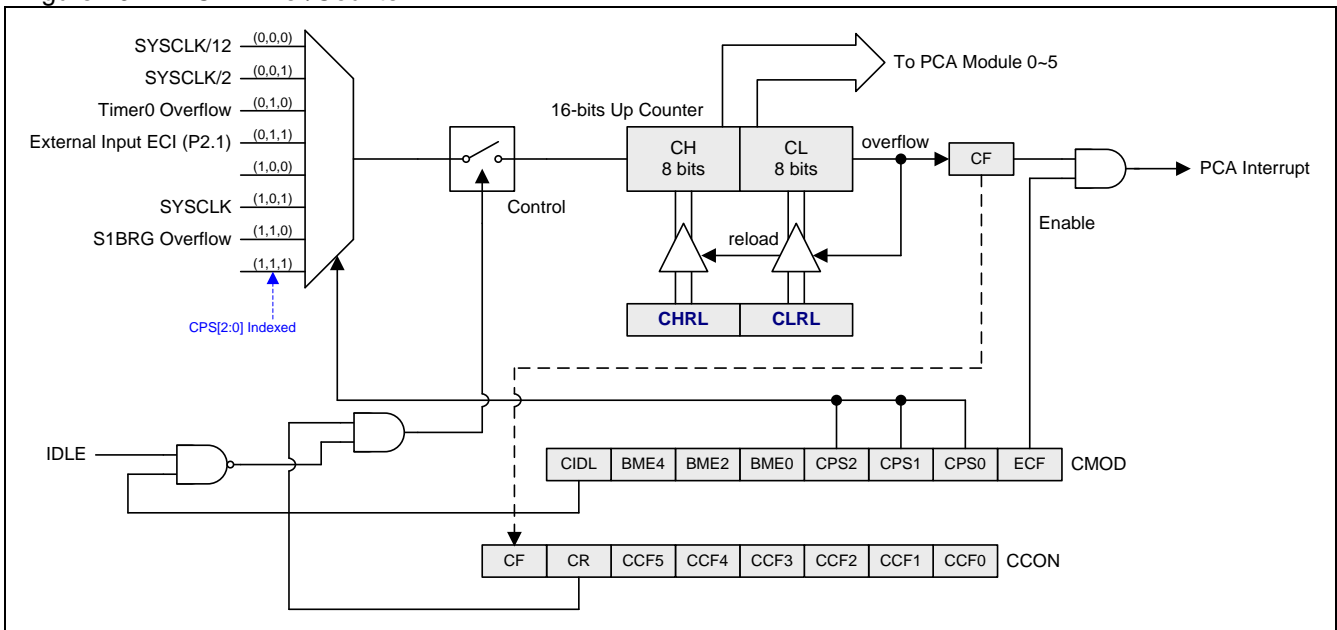 SYSCLK/12 (0,0,0)
SYSCLK/2 (0,0,1)
Timer0 Overflow (0,1,0)
External Input ECI (P2.1) (0,1,1)
(1,0,0)
SYSCLK (1,0,1)
S1BRG Overflow (1,1,0)
(1,1,1)
CPS[2:0] Indexed
Control
To PCA Module 0~5
16-bits Up Counter
CH
8 bits
CL
8 bits
overflow
CF
PCA Interrupt
Enable
reload
CHRL CLRL
IDLE
CIDL BME4 BME2 BME0 CPS2 CPS1 CPS0 ECF CMOD
CF CR CCF5 CCF4 CCF3 CCF2 CCF1 CCF0 CCON